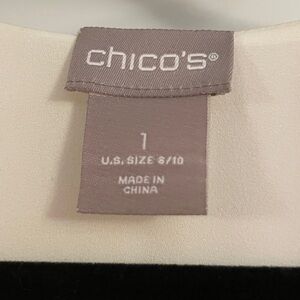 chico's®
1
U.S. SIZE 8/10
MADE IN
CHINA